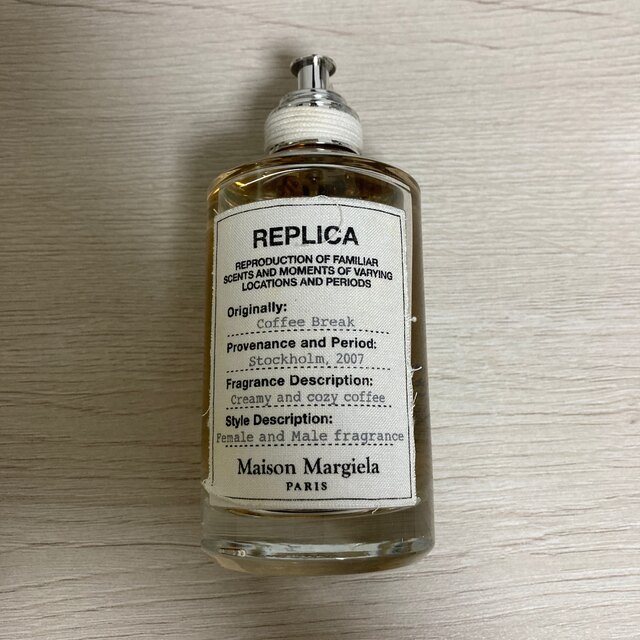 REPLICA
REPRODUCTION OF FAMILIAR
SCENTS AND MOMENTS OF VARYING
LOCATIONS AND PERIODS
Originally:
Coffee Break
Provenance and Period:
Stockholm, 2007
Fragrance Description:
Creamy and cozy coffee
Style Description:
Female and Male fragrance
Maison Margiela
PARIS